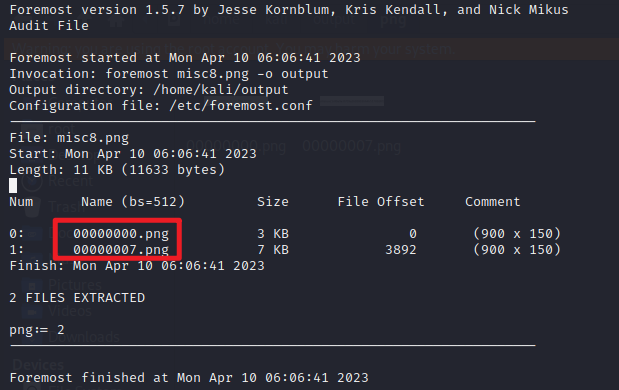 Foremost version 1.5.7 by Jesse Kornblum, Kris Kendall, and Nick Mikus
Audit File
Foremost started at Mon Apr 10 06:06:41 2023
Invocation: foremost misc8.png -o output
Output directory: /home/kali/output
Configuration file: /etc/foremost.conf
------------------------------------------------------------------
File: misc8.png
Start: Mon Apr 10 06:06:41 2023
Length: 11 KB (11633 bytes)
Num Name (bs=512) Size File Offset Comment
0: 00000000.png 3 KB 0 (900 x 150)
1: 00000007.png 7 KB 3892 (900 x 150)
Finish: Mon Apr 10 06:06:41 2023
2 FILES EXTRACTED
png:= 2
------------------------------------------------------------------
Foremost finished at Mon Apr 10 06:06:41 2023